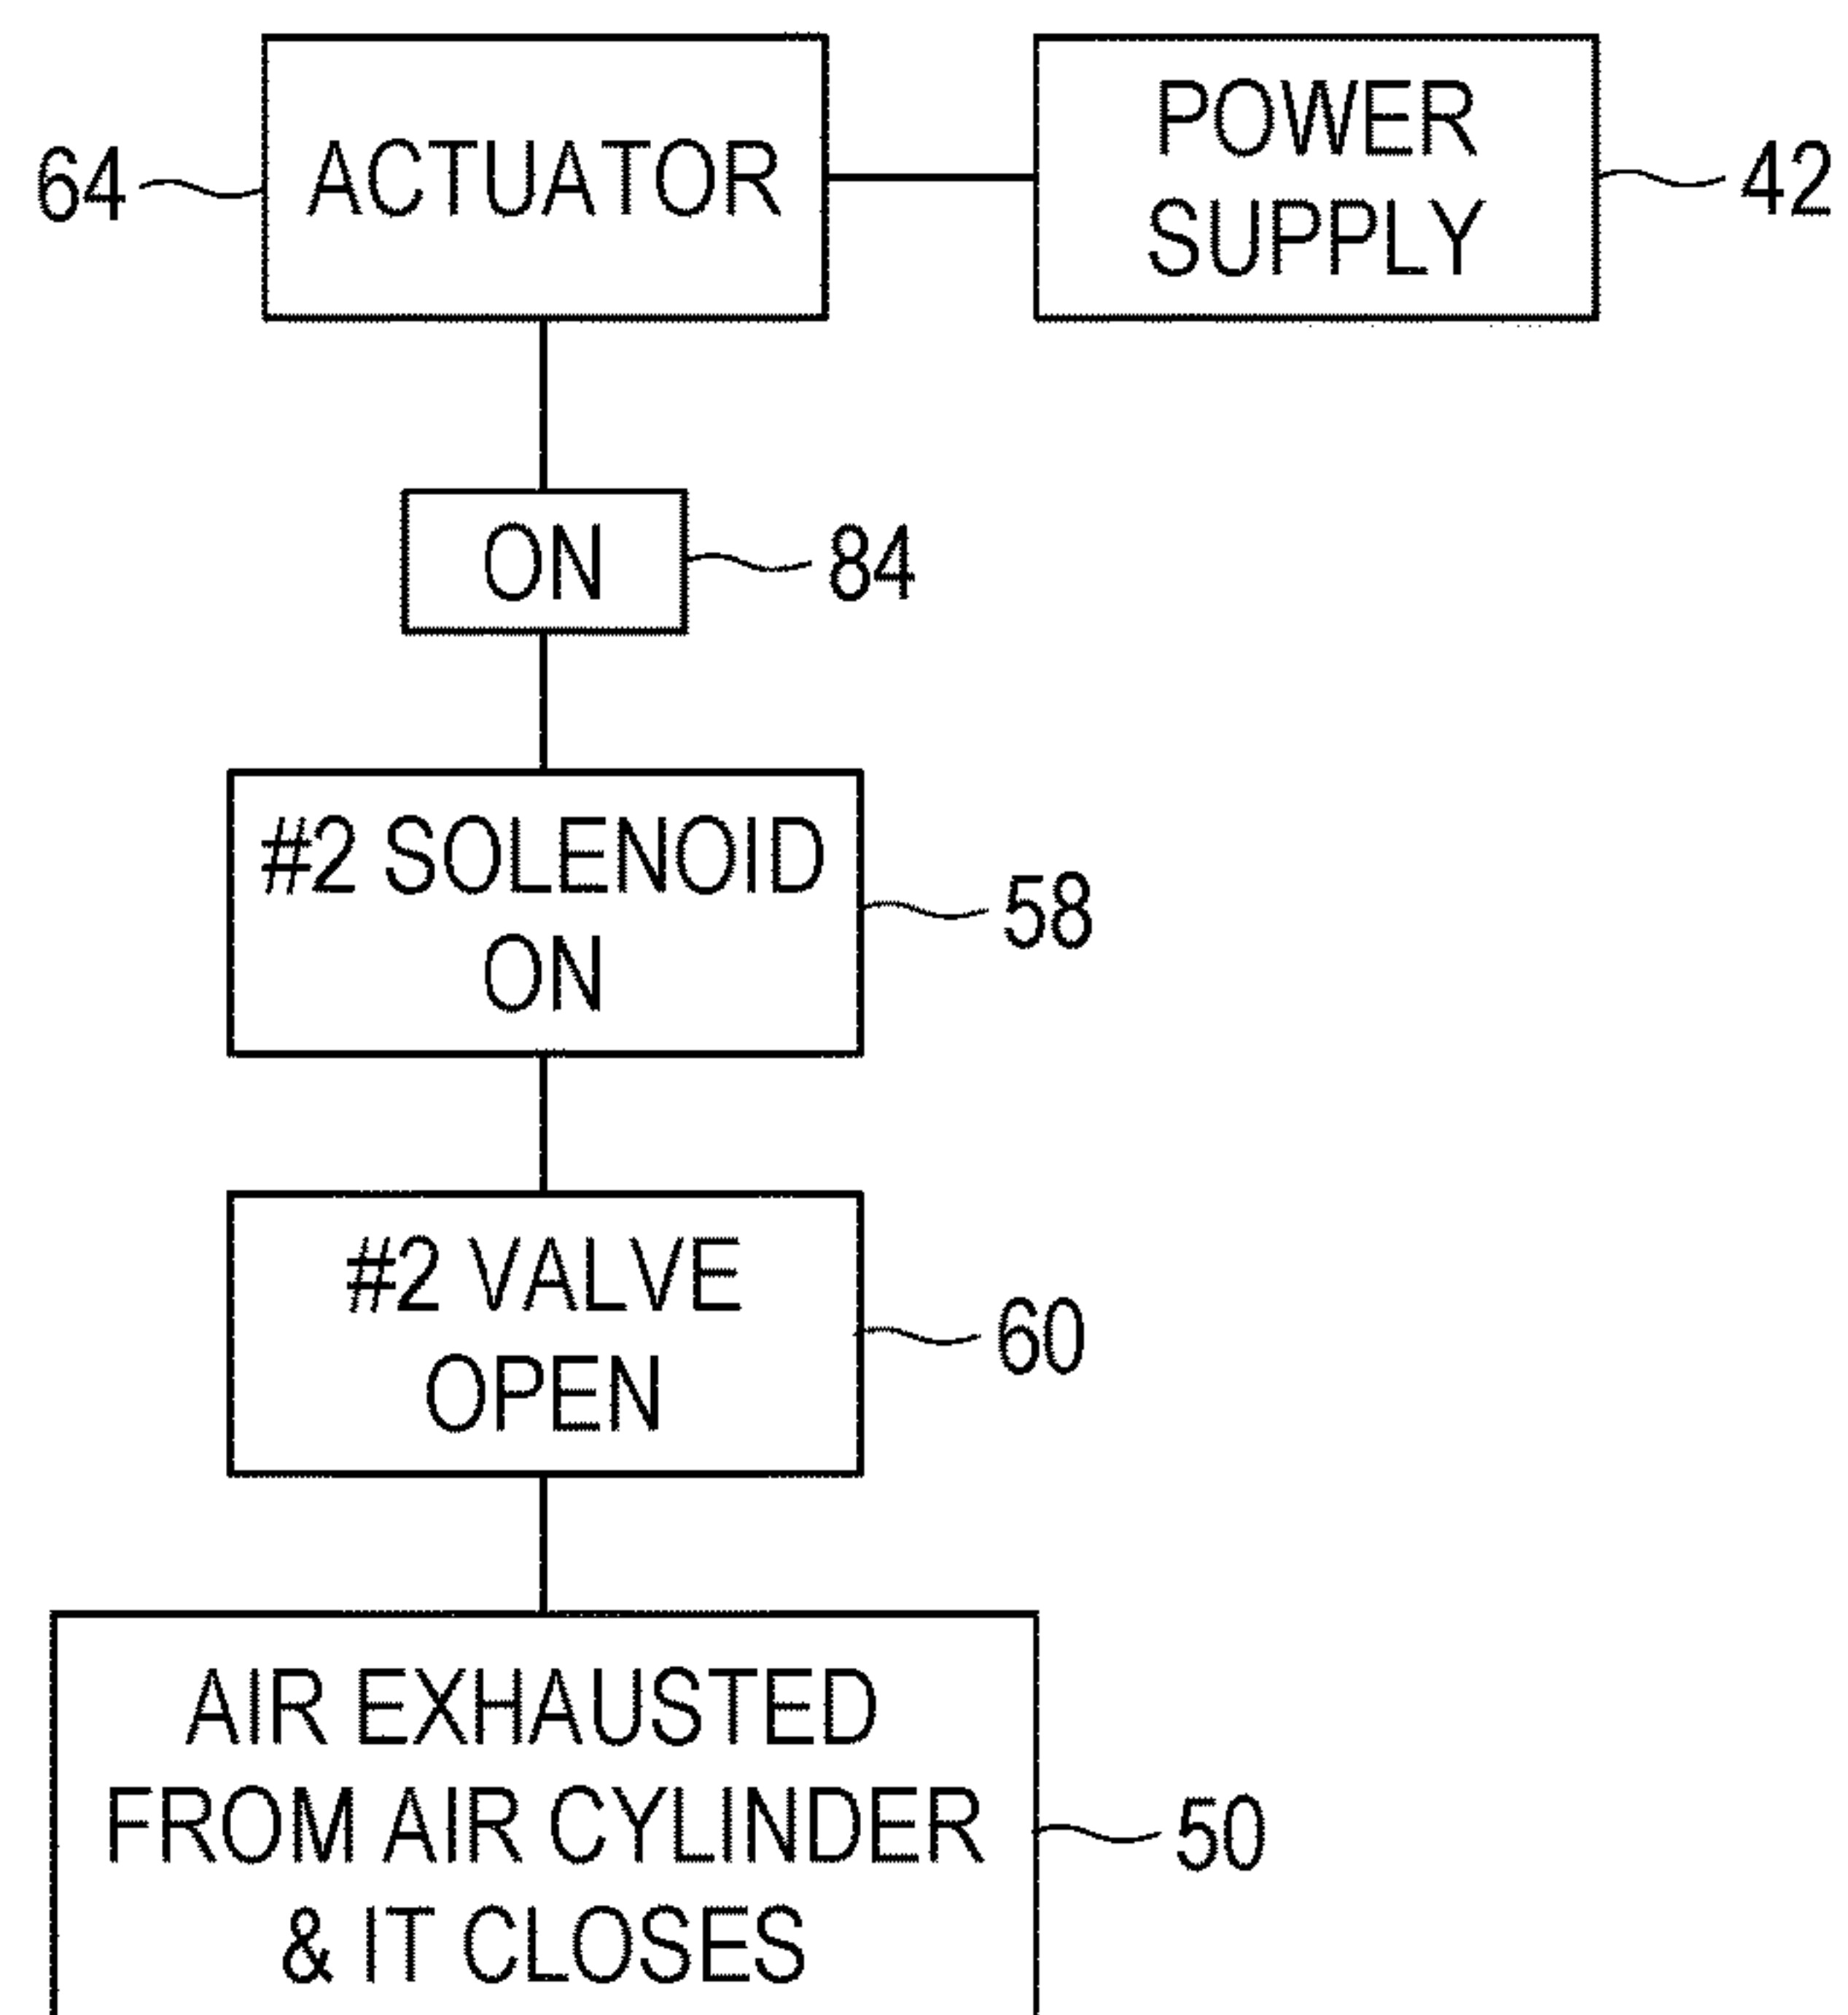 64
ACTUATOR
POWER
SUPPLY
42
ON
84
#2 SOLENOID
ON
58
#2 VALVE
OPEN
60
AIR EXHAUSTED
FROM AIR CYLINDER
& IT CLOSES
50